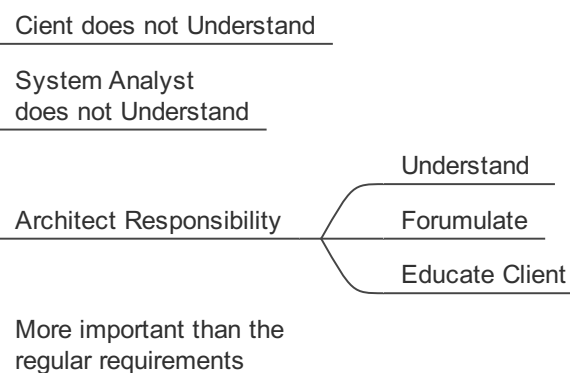 Cient does not Understand
System Analyst
does not Understand
Understand
Architect Responsibility
Forumulate
Educate Client
More important than the
regular requirements